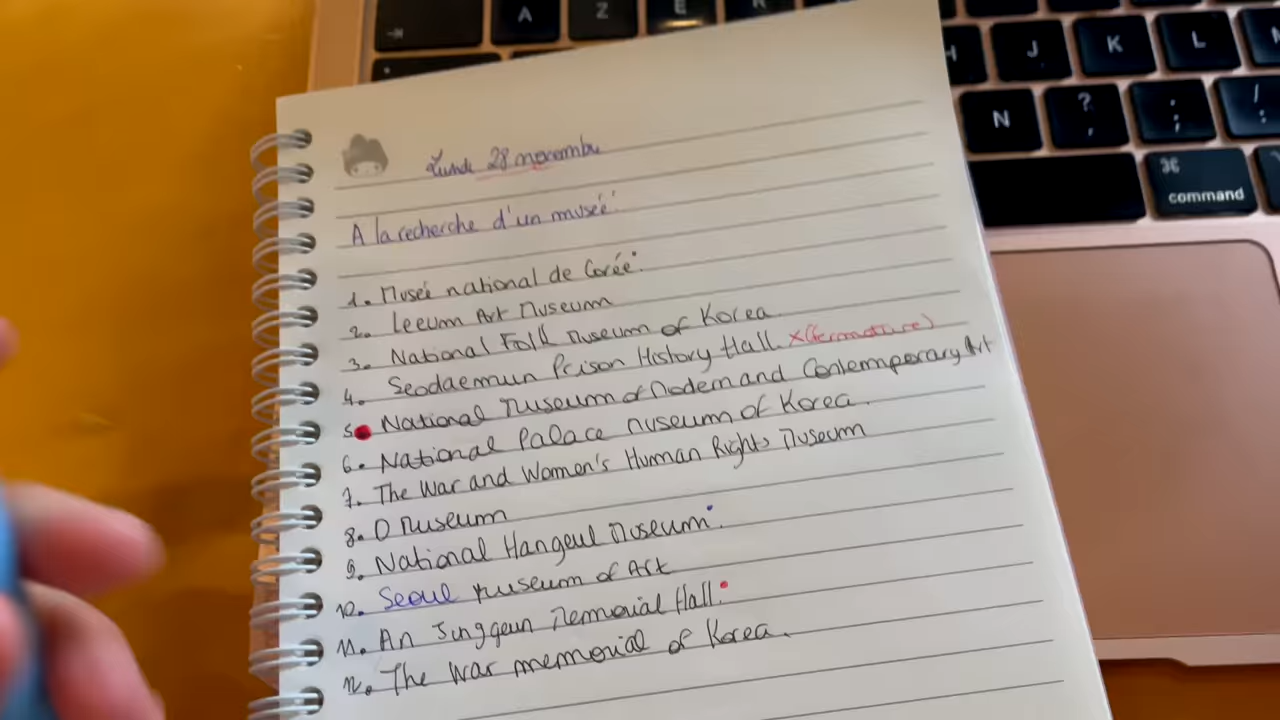 A
Z
E
R
J
K
L
N
?
,
;
.
/
:
⌘
command
Lundi 28 novembre
A la recherche d'un musée
1. Musée national de Corée.
2. Leeum Art Museum
3. National Folk Museum of Korea
4. Seodaemun Prison History Hall x(fermeture)
5. National Museum of Modern and Contemporary Art
6. National Palace museum of Korea.
7. The War and Women's Human Rights Museum
8. D Museum
9. National Hangeul Museum.
10. Seoul Museum of Art
11. An Junggeun Memorial Hall.
12. The War memorial of Korea.